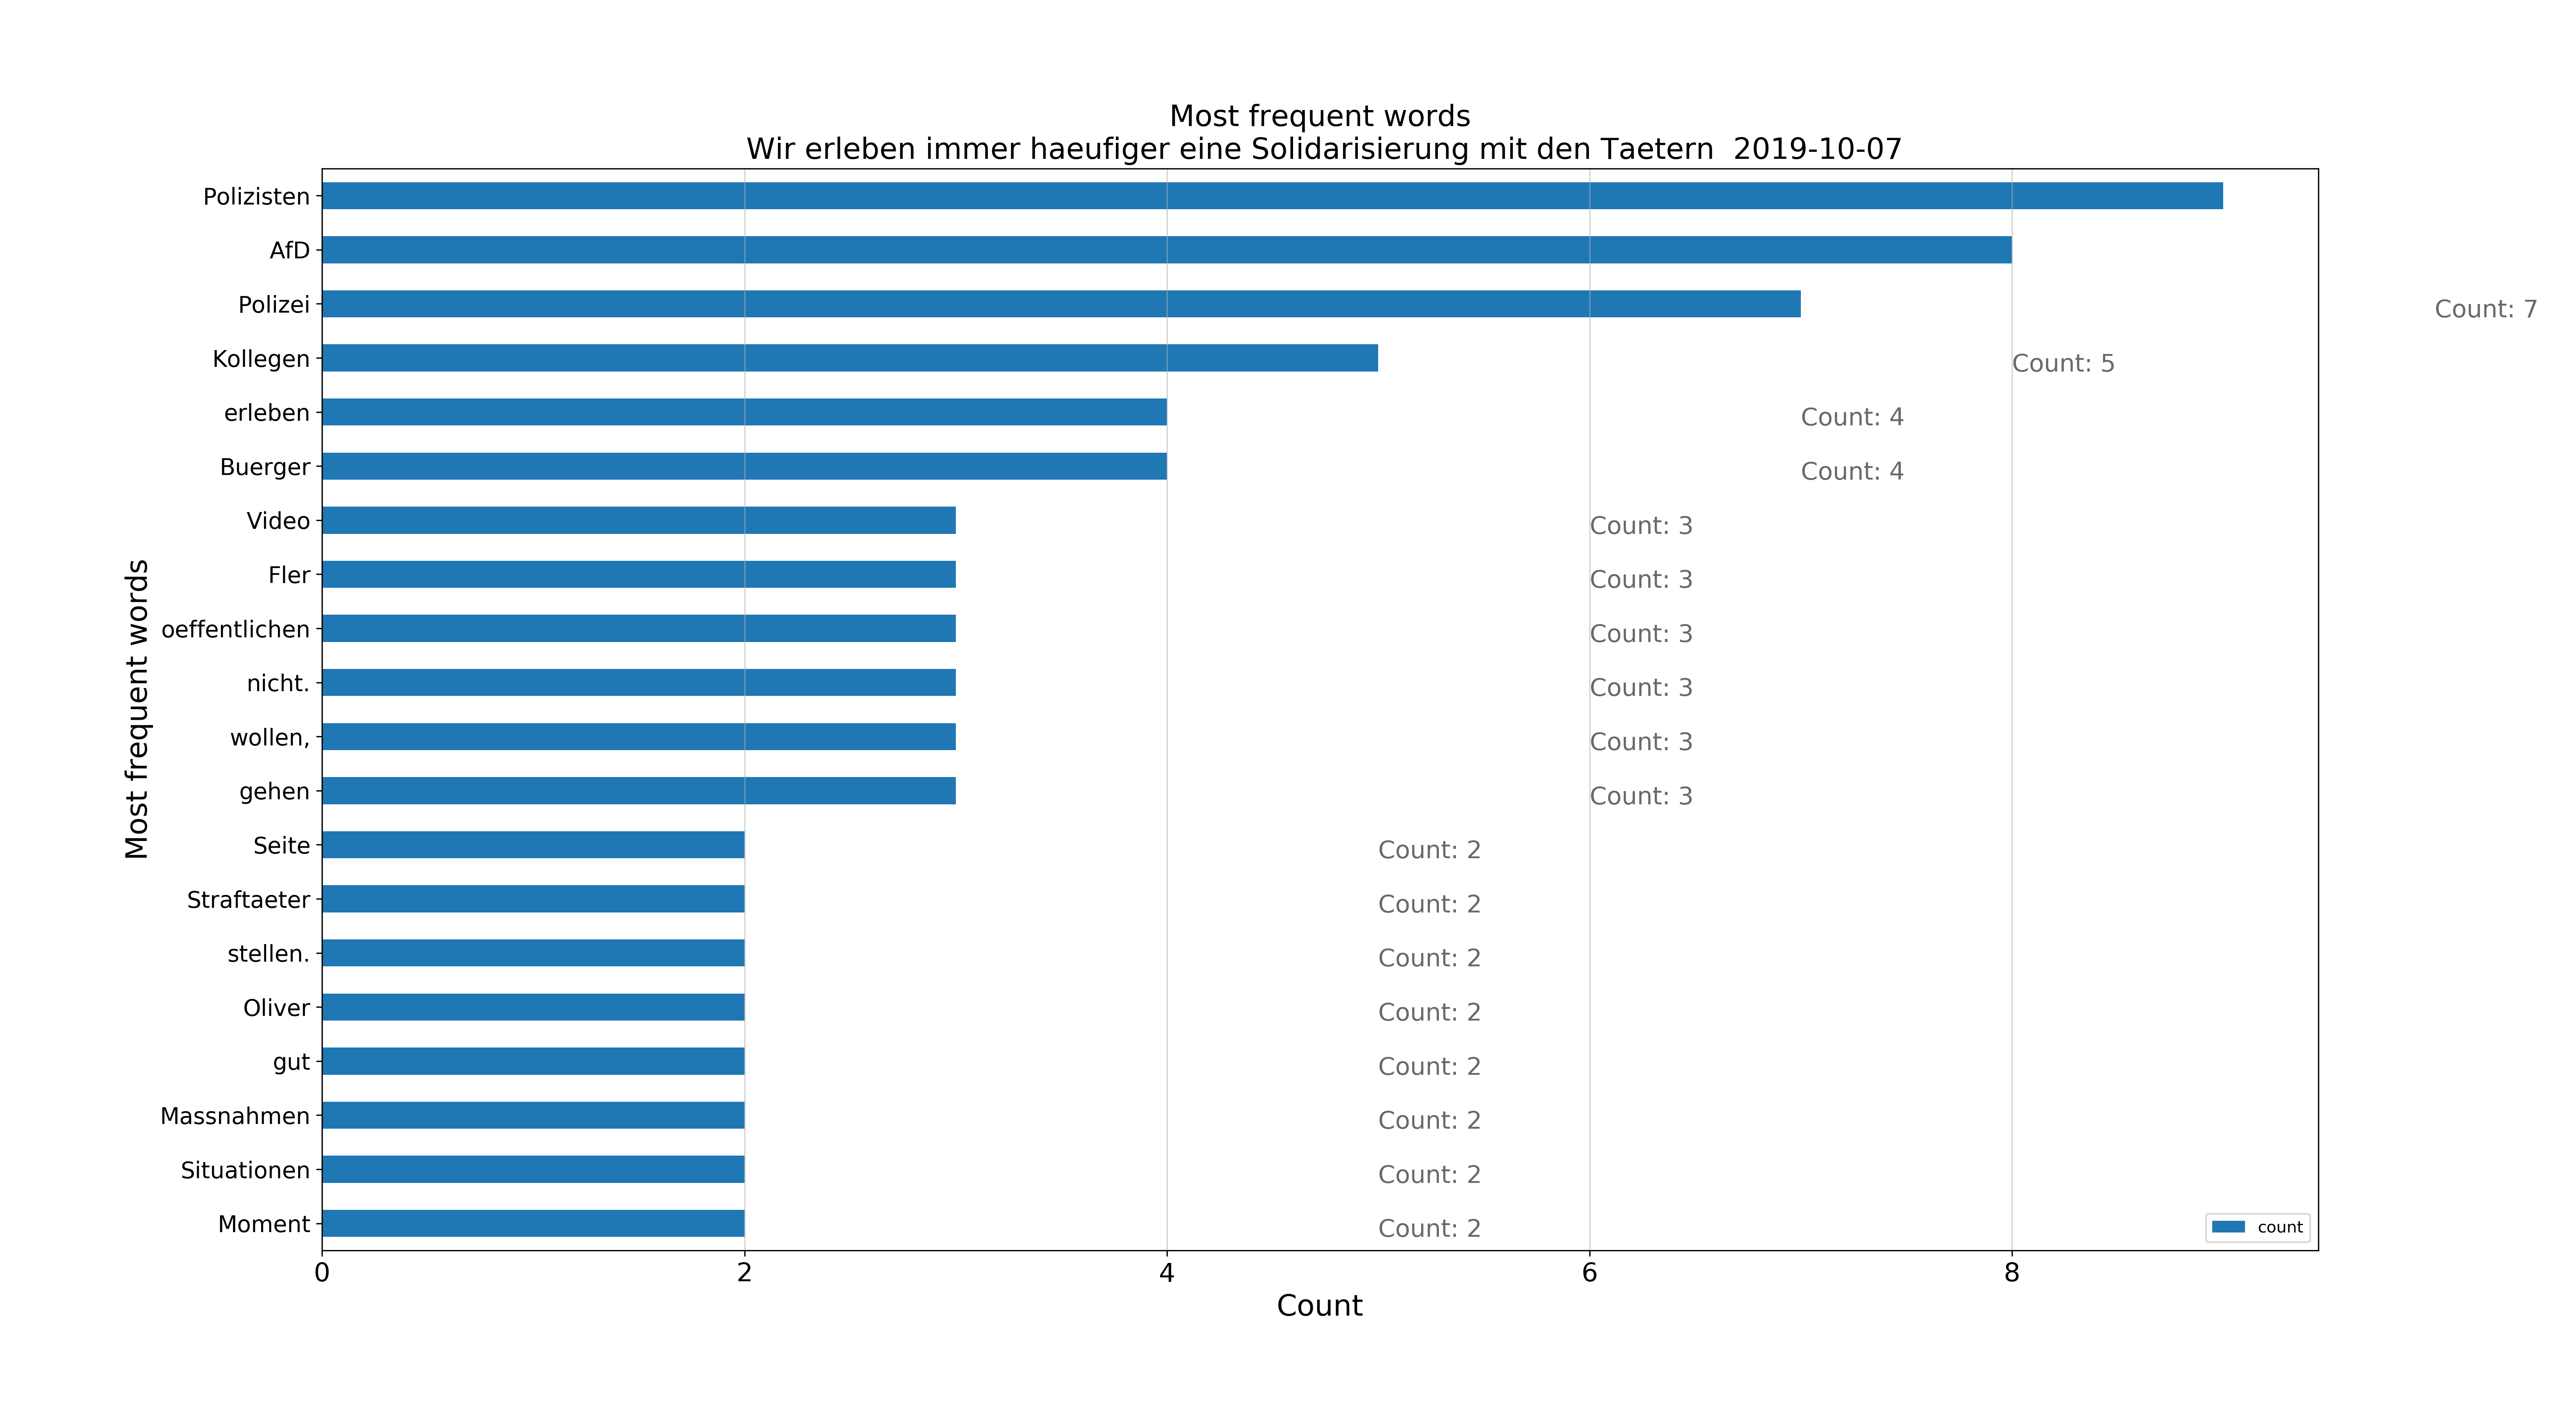 Most frequent words
Wir erleben immer haeufiger eine Solidarisierung mit den Taetern  2019-10-07
Most frequent words
Polizisten
AfD
Polizei Count: 7
Kollegen Count: 5
erleben Count: 4
Buerger Count: 4
Video Count: 3
Fler Count: 3
oeffentlichen Count: 3
nicht. Count: 3
wollen, Count: 3
gehen Count: 3
Seite Count: 2
Straftaeter Count: 2
stellen. Count: 2
Oliver Count: 2
gut Count: 2
Massnahmen Count: 2
Situationen Count: 2
Moment Count: 2
count
0 2 4 6 8
Count